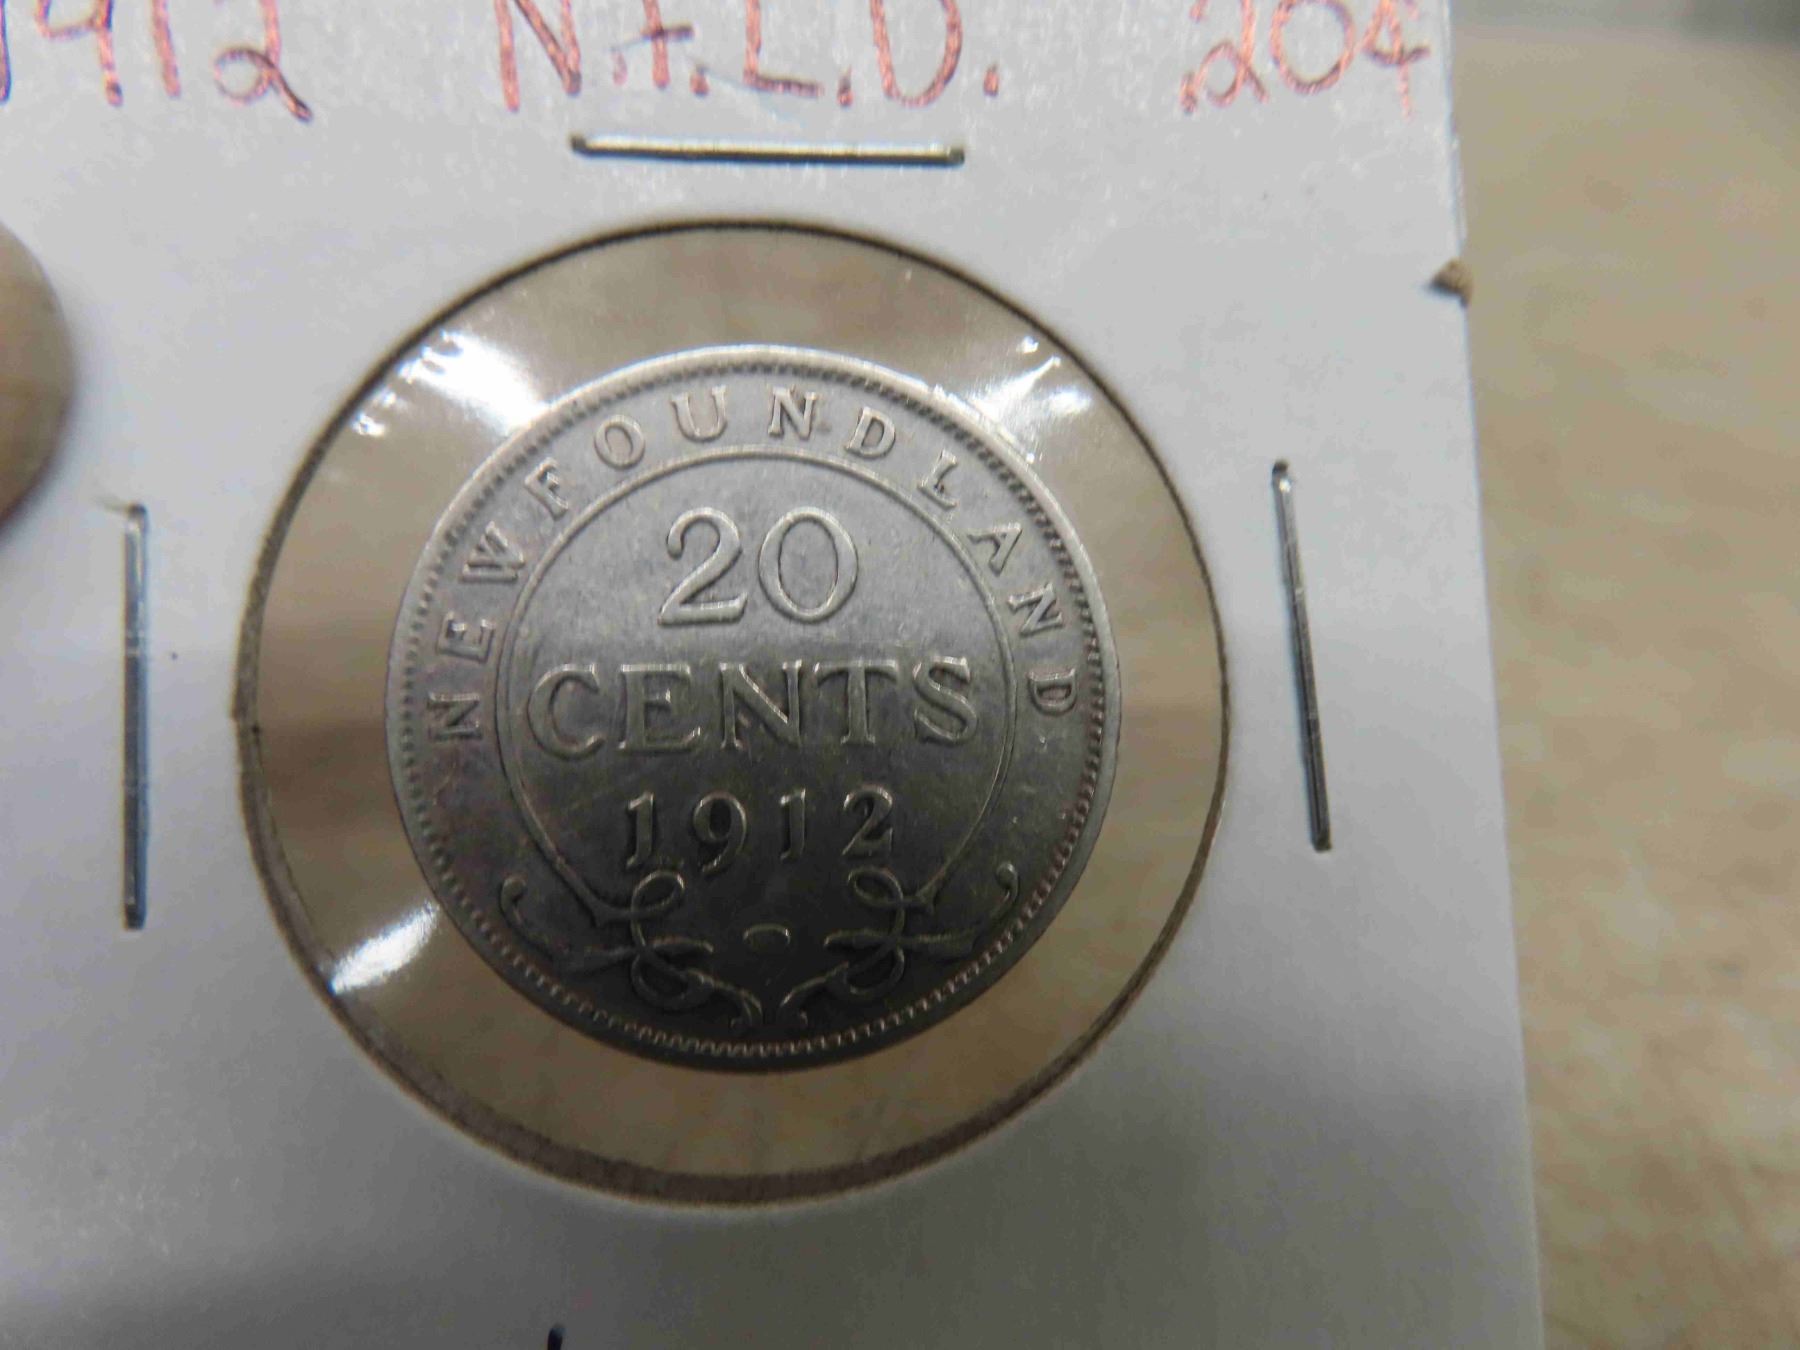 1912 N.F.L.D. .20¢
NEWFOUNDLAND
20
CENTS
1912